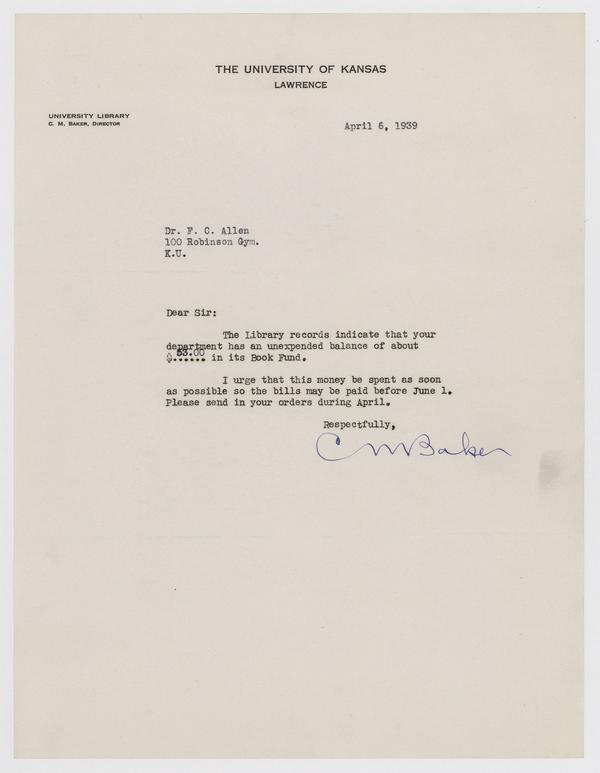 THE UNIVERSITY OF KANSAS
LAWRENCE
UNIVERSITY LIBRARY
C. M. BAKER, DIRECTOR
April 6, 1939
Dr. F. C. Allen
100 Robinson Gym.
K.U.
Dear Sir:
The Library records indicate that your
department has an unexpended balance of about
$ 53.00 in its Book Fund.
I urge that this money be spent as soon
as possible so the bills may be paid before June 1.
Please send in your orders during April.
Respectfully,
C M Baker